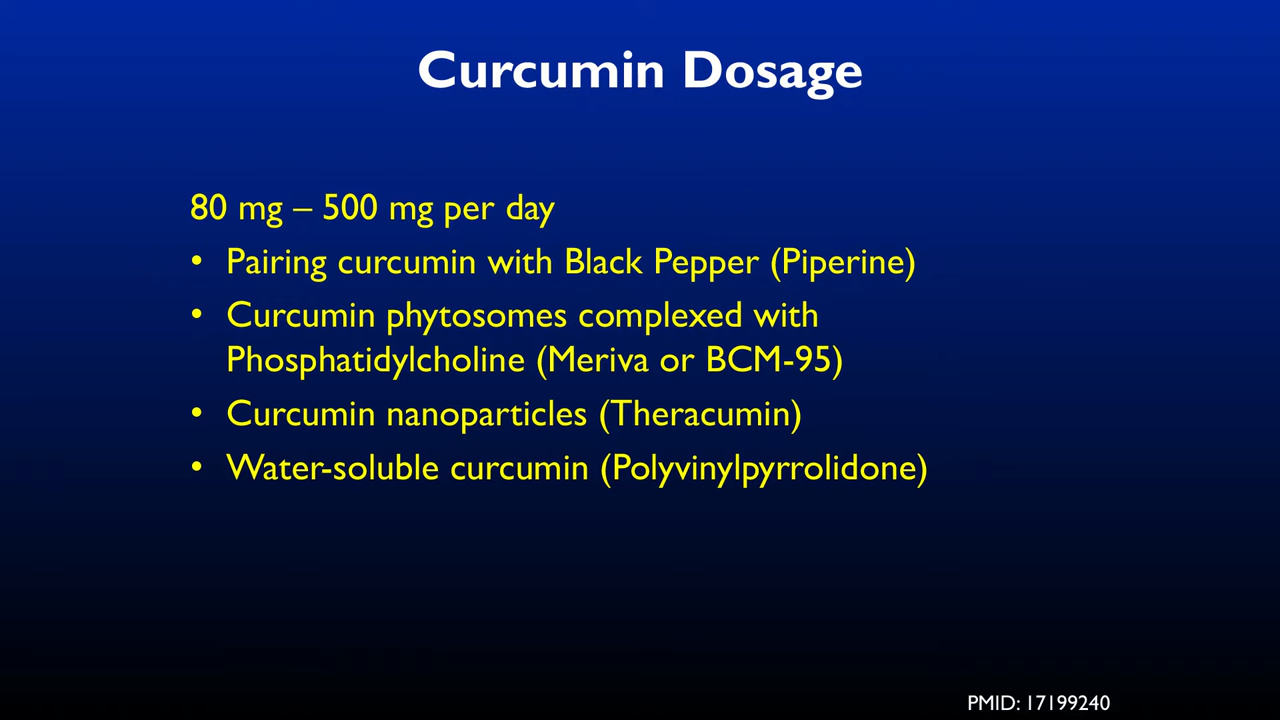 Curcumin Dosage
80 mg – 500 mg per day
• Pairing curcumin with Black Pepper (Piperine)
• Curcumin phytosomes complexed with
Phosphatidylcholine (Meriva or BCM-95)
• Curcumin nanoparticles (Theracumin)
• Water-soluble curcumin (Polyvinylpyrrolidone)
PMID: 17199240